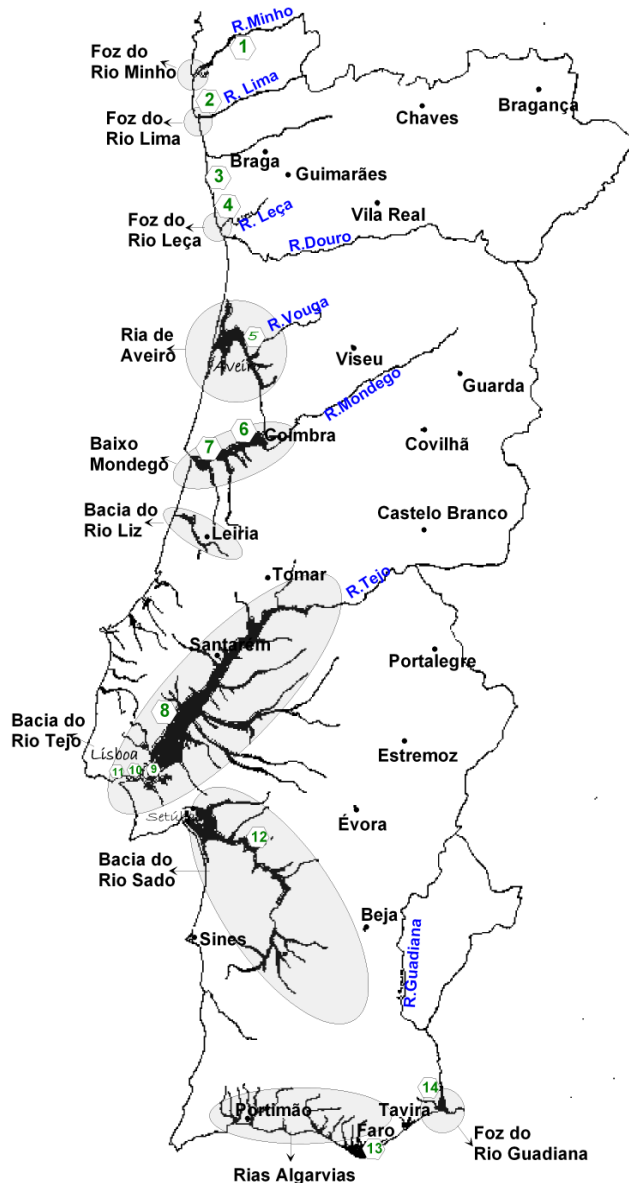 R.Minho
1
Foz do
Rio Minho
2
R. Lima
Foz do
Rio Lima
Chaves
Bragança
Braga
Guimarães
3
4
R. Leça
Vila Real
Foz do
Rio Leça
R.Douro
R.Vouga
5
Ria de
Aveiro
Aveir
Viseu
Guarda
R.Mondego
6
Coimbra
7
Baixo
Mondego
Covilhã
Bacia do
Rio Liz
Leiria
Castelo Branco
Tomar
R.Tejo
Santarém
Portalegre
8
Bacia do
Rio Tejo
Lisboa
11
10
9
Estremoz
Setúb
Évora
12
Bacia do
Rio Sado
Beja
Sines
R.Guadiana
14
Portimão
Tavira
Faro
13
Foz do
Rio Guadiana
Rias Algarvias